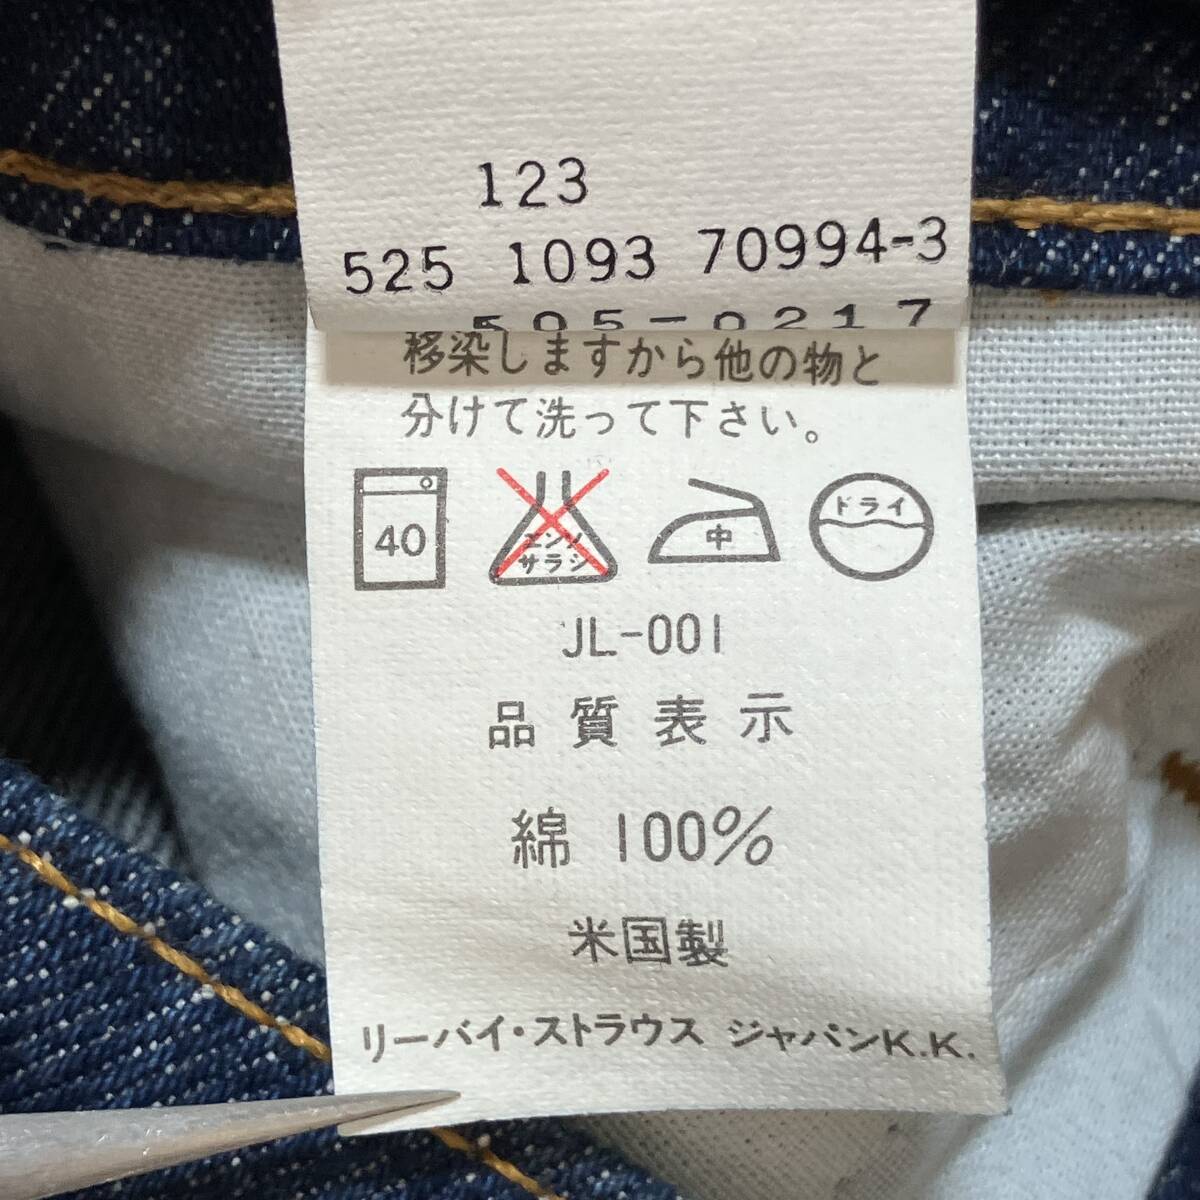 123
525 1093 70994-3
505-0217
移染しますから他の物と
分けて洗って下さい。
40
エンソ
サラシ
中
ドライ
JL-001
品質表示
綿 100%
米国製
リーバイ・ストラウス ジャパンK.K.